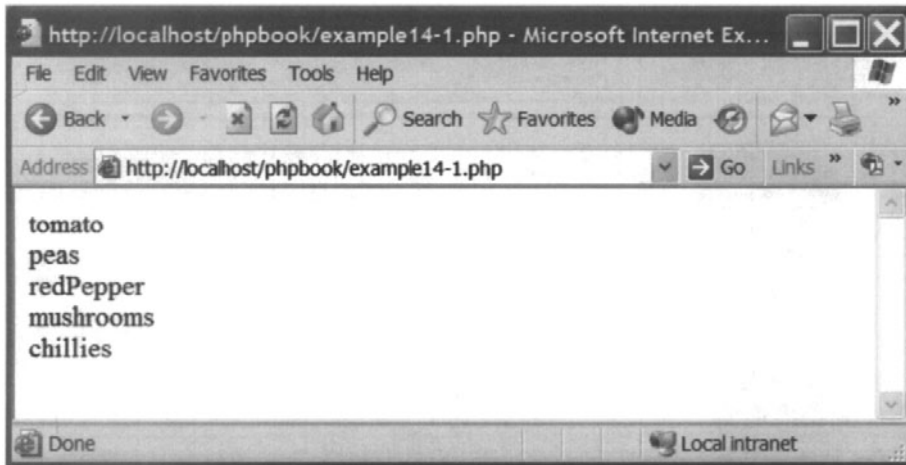 http://localhost/phpbook/example14-1.php - Microsoft Internet Ex...
File Edit View Favorites Tools Help
Back Search Favorites Media »
Address http://localhost/phpbook/example14-1.php Go Links »
tomato
peas
redPepper
mushrooms
chillies
Done Local intranet